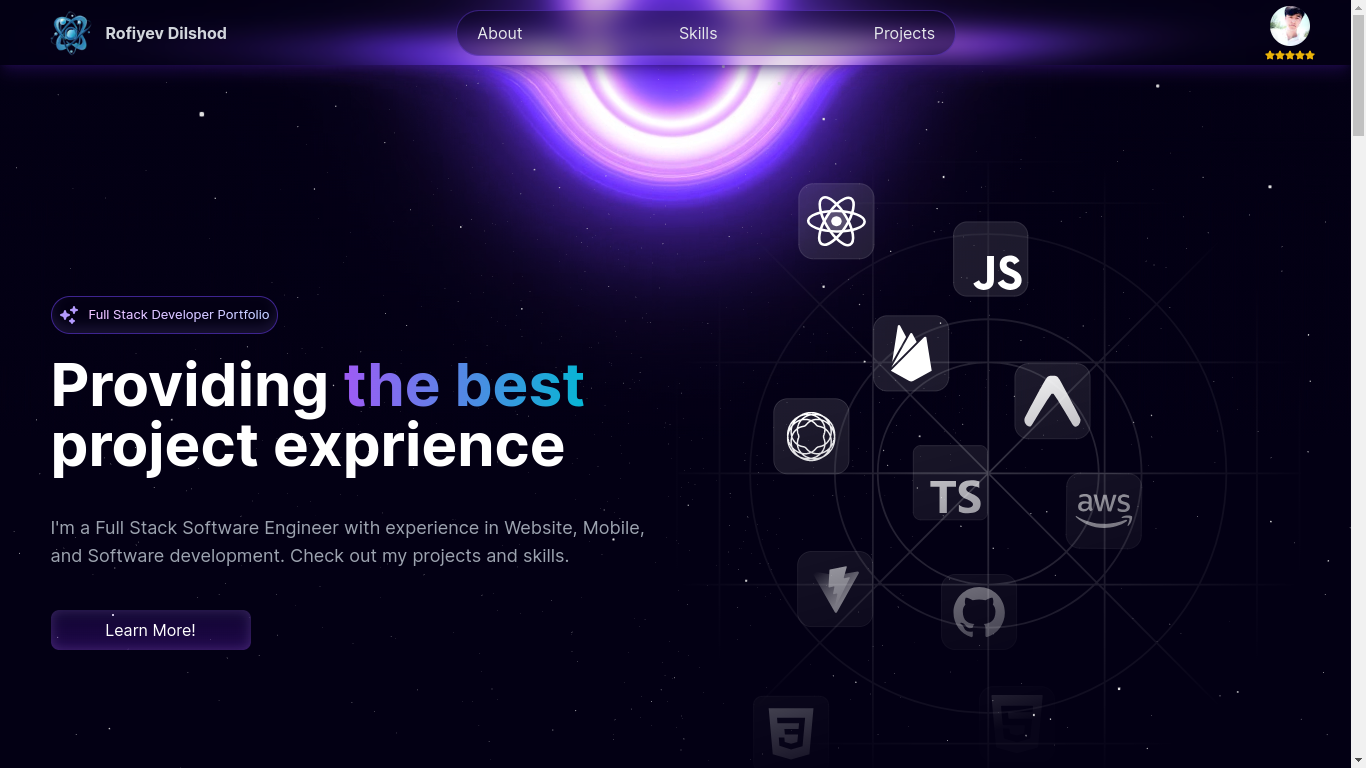 Rofiyev Dilshod
About
Skills
Projects
Full Stack Developer Portfolio
Providing the best
project exprience
I'm a Full Stack Software Engineer with experience in Website, Mobile,
and Software development. Check out my projects and skills.
Learn More!
JS
TS
aws